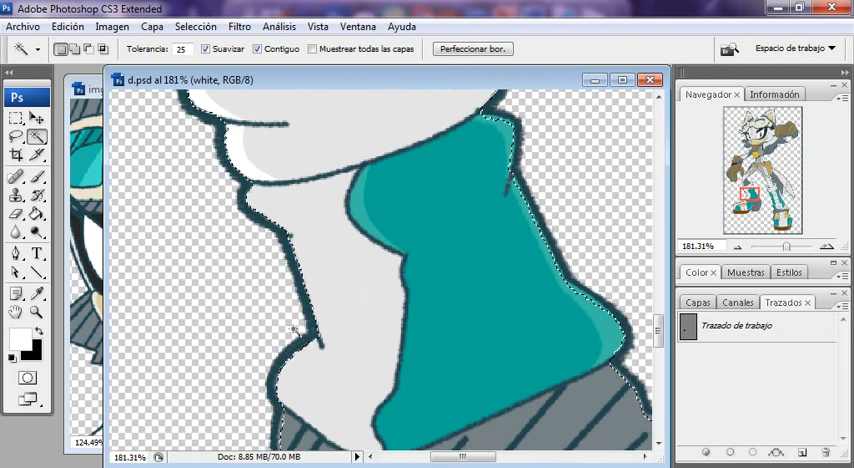 Ps Adobe Photoshop CS3 Extended
Archivo Edición Imagen Capa Selección Filtro Análisis Vista Ventana Ayuda
Tolerancia: 25 Suavizar Contiguo Muestrear todas las capas Perfeccionar bor. Espacio de trabajo
Ps
img
d.psd al 181% (white, RGB/8)
Navegador × Información
181.31%
Color × Muestras Estilos
Capas Canales Trazados ×
Trazado de trabajo
124.49%
181.31% Doc: 8.85 MB/70.0 MB